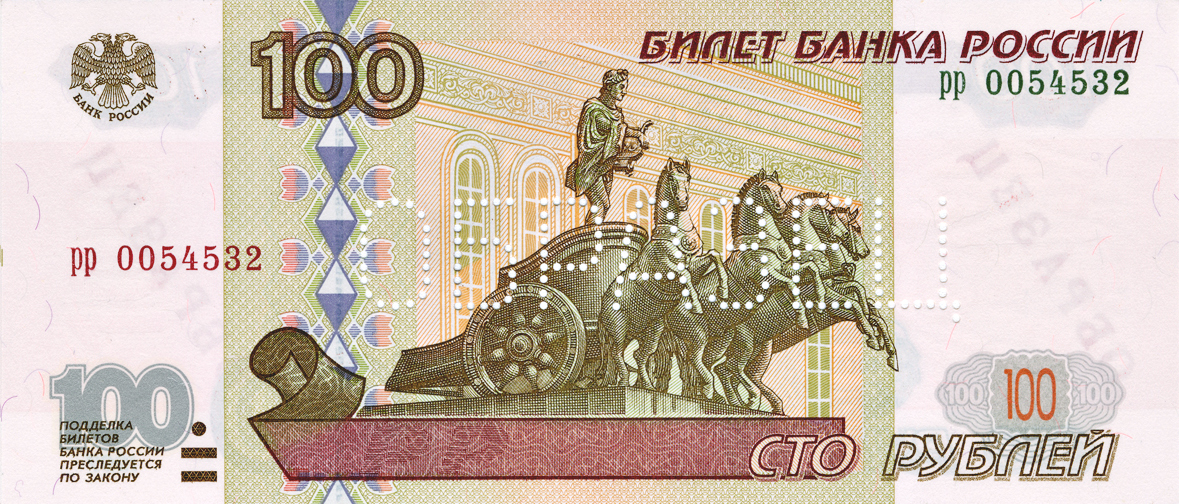 100
БИЛЕТ БАНКА РОССИИ
рр 0054532
БАНК РОССИИ
ОБРАЗЕЦ
рр 0054532
100
ПОДДЕЛКА
БИЛЕТОВ
БАНКА РОССИИ
ПРЕСЛЕДУЕТСЯ
ПО ЗАКОНУ
100 100 100
СТО РУБЛЕЙ